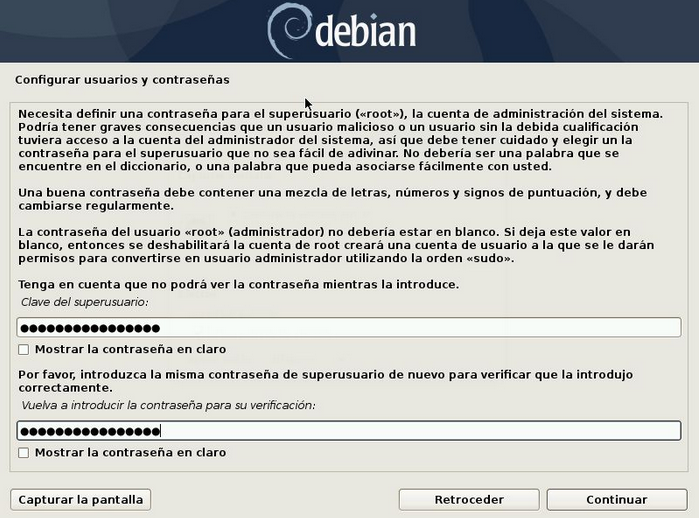 debian
Configurar usuarios y contraseñas
Necesita definir una contraseña para el superusuario («root»), la cuenta de administración del sistema.
Podría tener graves consecuencias que un usuario malicioso o un usuario sin la debida cualificación
tuviera acceso a la cuenta del administrador del sistema, así que debe tener cuidado y elegir un la
contraseña para el superusuario que no sea fácil de adivinar. No debería ser una palabra que se
encuentre en el diccionario, o una palabra que pueda asociarse fácilmente con usted.
Una buena contraseña debe contener una mezcla de letras, números y signos de puntuación, y debe
cambiarse regularmente.
La contraseña del usuario «root» (administrador) no debería estar en blanco. Si deja este valor en
blanco, entonces se deshabilitará la cuenta de root creará una cuenta de usuario a la que se le darán
permisos para convertirse en usuario administrador utilizando la orden «sudo».
Tenga en cuenta que no podrá ver la contraseña mientras la introduce.
Clave del superusuario:
●●●●●●●●●●●●●●●●
Mostrar la contraseña en claro
Por favor, introduzca la misma contraseña de superusuario de nuevo para verificar que la introdujo
correctamente.
Vuelva a introducir la contraseña para su verificación:
●●●●●●●●●●●●●●●●
Mostrar la contraseña en claro
Capturar la pantalla
Retroceder
Continuar